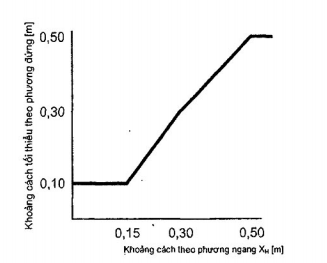 Khoảng cách tối thiểu theo phương đứng [m]
0,50
0,30
0,10
0,15 0,30 0,50
Khoảng cách theo phương ngang X_H [m]